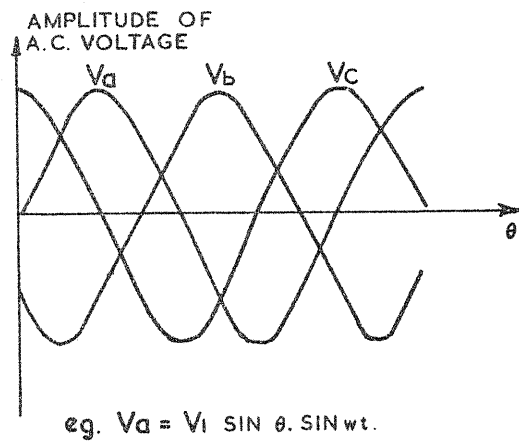 AMPLITUDE OF
A.C. VOLTAGE
Va Vb Vc
θ
eg. Va = V1 SIN θ. SIN wt.